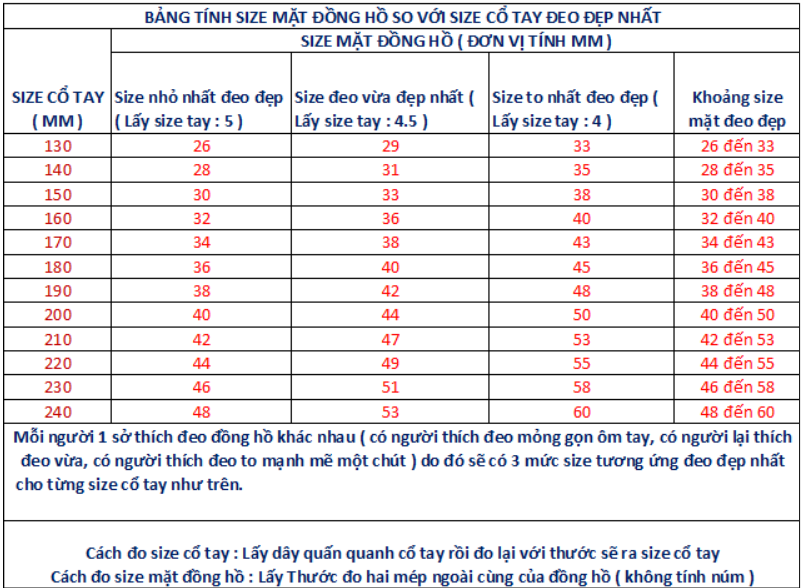 BẢNG TÍNH SIZE MẶT ĐỒNG HỒ SO VỚI SIZE CỔ TAY ĐEO ĐẸP NHẤT
SIZE MẶT ĐỒNG HỒ ( ĐƠN VỊ TÍNH MM )
SIZE CỔ TAY Size nhỏ nhất đeo đẹp Size đeo vừa đẹp nhất ( Size to nhất đeo đẹp ( Khoảng size
( MM ) ( Lấy size tay : 5 ) Lấy size tay : 4.5 ) Lấy size tay : 4 ) mặt đeo đẹp
130 26 29 33 26 đến 33
140 28 31 35 28 đến 35
150 30 33 38 30 đến 38
160 32 36 40 32 đến 40
170 34 38 43 34 đến 43
180 36 40 45 36 đến 45
190 38 42 48 38 đến 48
200 40 44 50 40 đến 50
210 42 47 53 42 đến 53
220 44 49 55 44 đến 55
230 46 51 58 46 đến 58
240 48 53 60 48 đến 60
Mỗi người 1 sở thích đeo đồng hồ khác nhau ( có người thích đeo mỏng gọn ôm tay, có người lại thích
đeo vừa, có người thích đeo to mạnh mẽ một chút ) do đó sẽ có 3 mức size tương ứng đeo đẹp nhất
cho từng size cổ tay như trên.
Cách đo size cổ tay : Lấy dây quấn quanh cổ tay rồi đo lại với thước sẽ ra size cổ tay
Cách đo size mặt đồng hồ : Lấy Thước đo hai mép ngoài cùng của đồng hồ ( không tính núm )